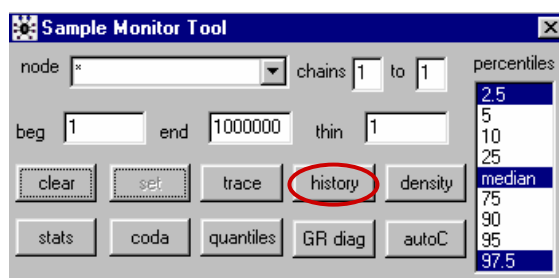 Sample Monitor Tool
node * chains 1 to 1 percentiles
beg 1 end 1000000 thin 1
clear set trace history density
stats coda quantiles GR diag autoC
2.5
5
10
25
median
75
90
95
97.5